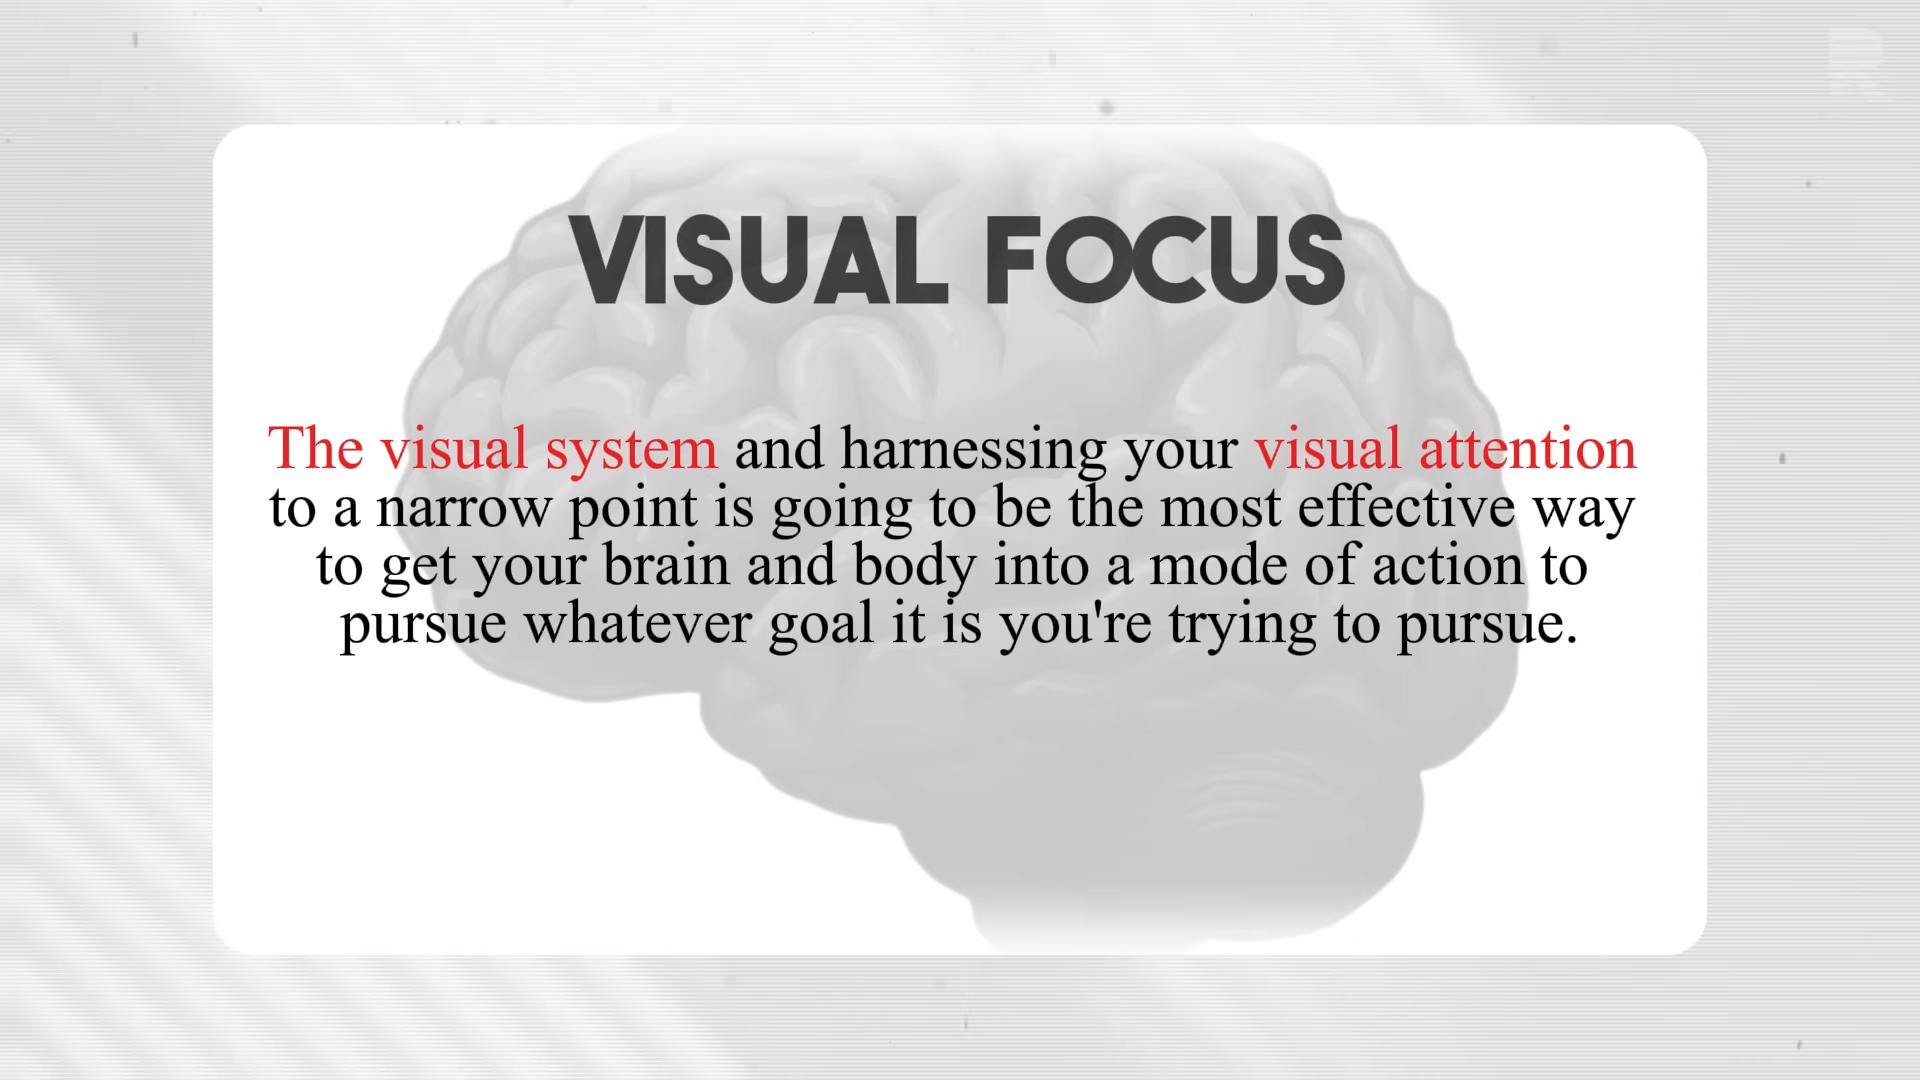 VISUAL FOCUS
The visual system and harnessing your visual attention
to a narrow point is going to be the most effective way
to get your brain and body into a mode of action to
pursue whatever goal it is you're trying to pursue.